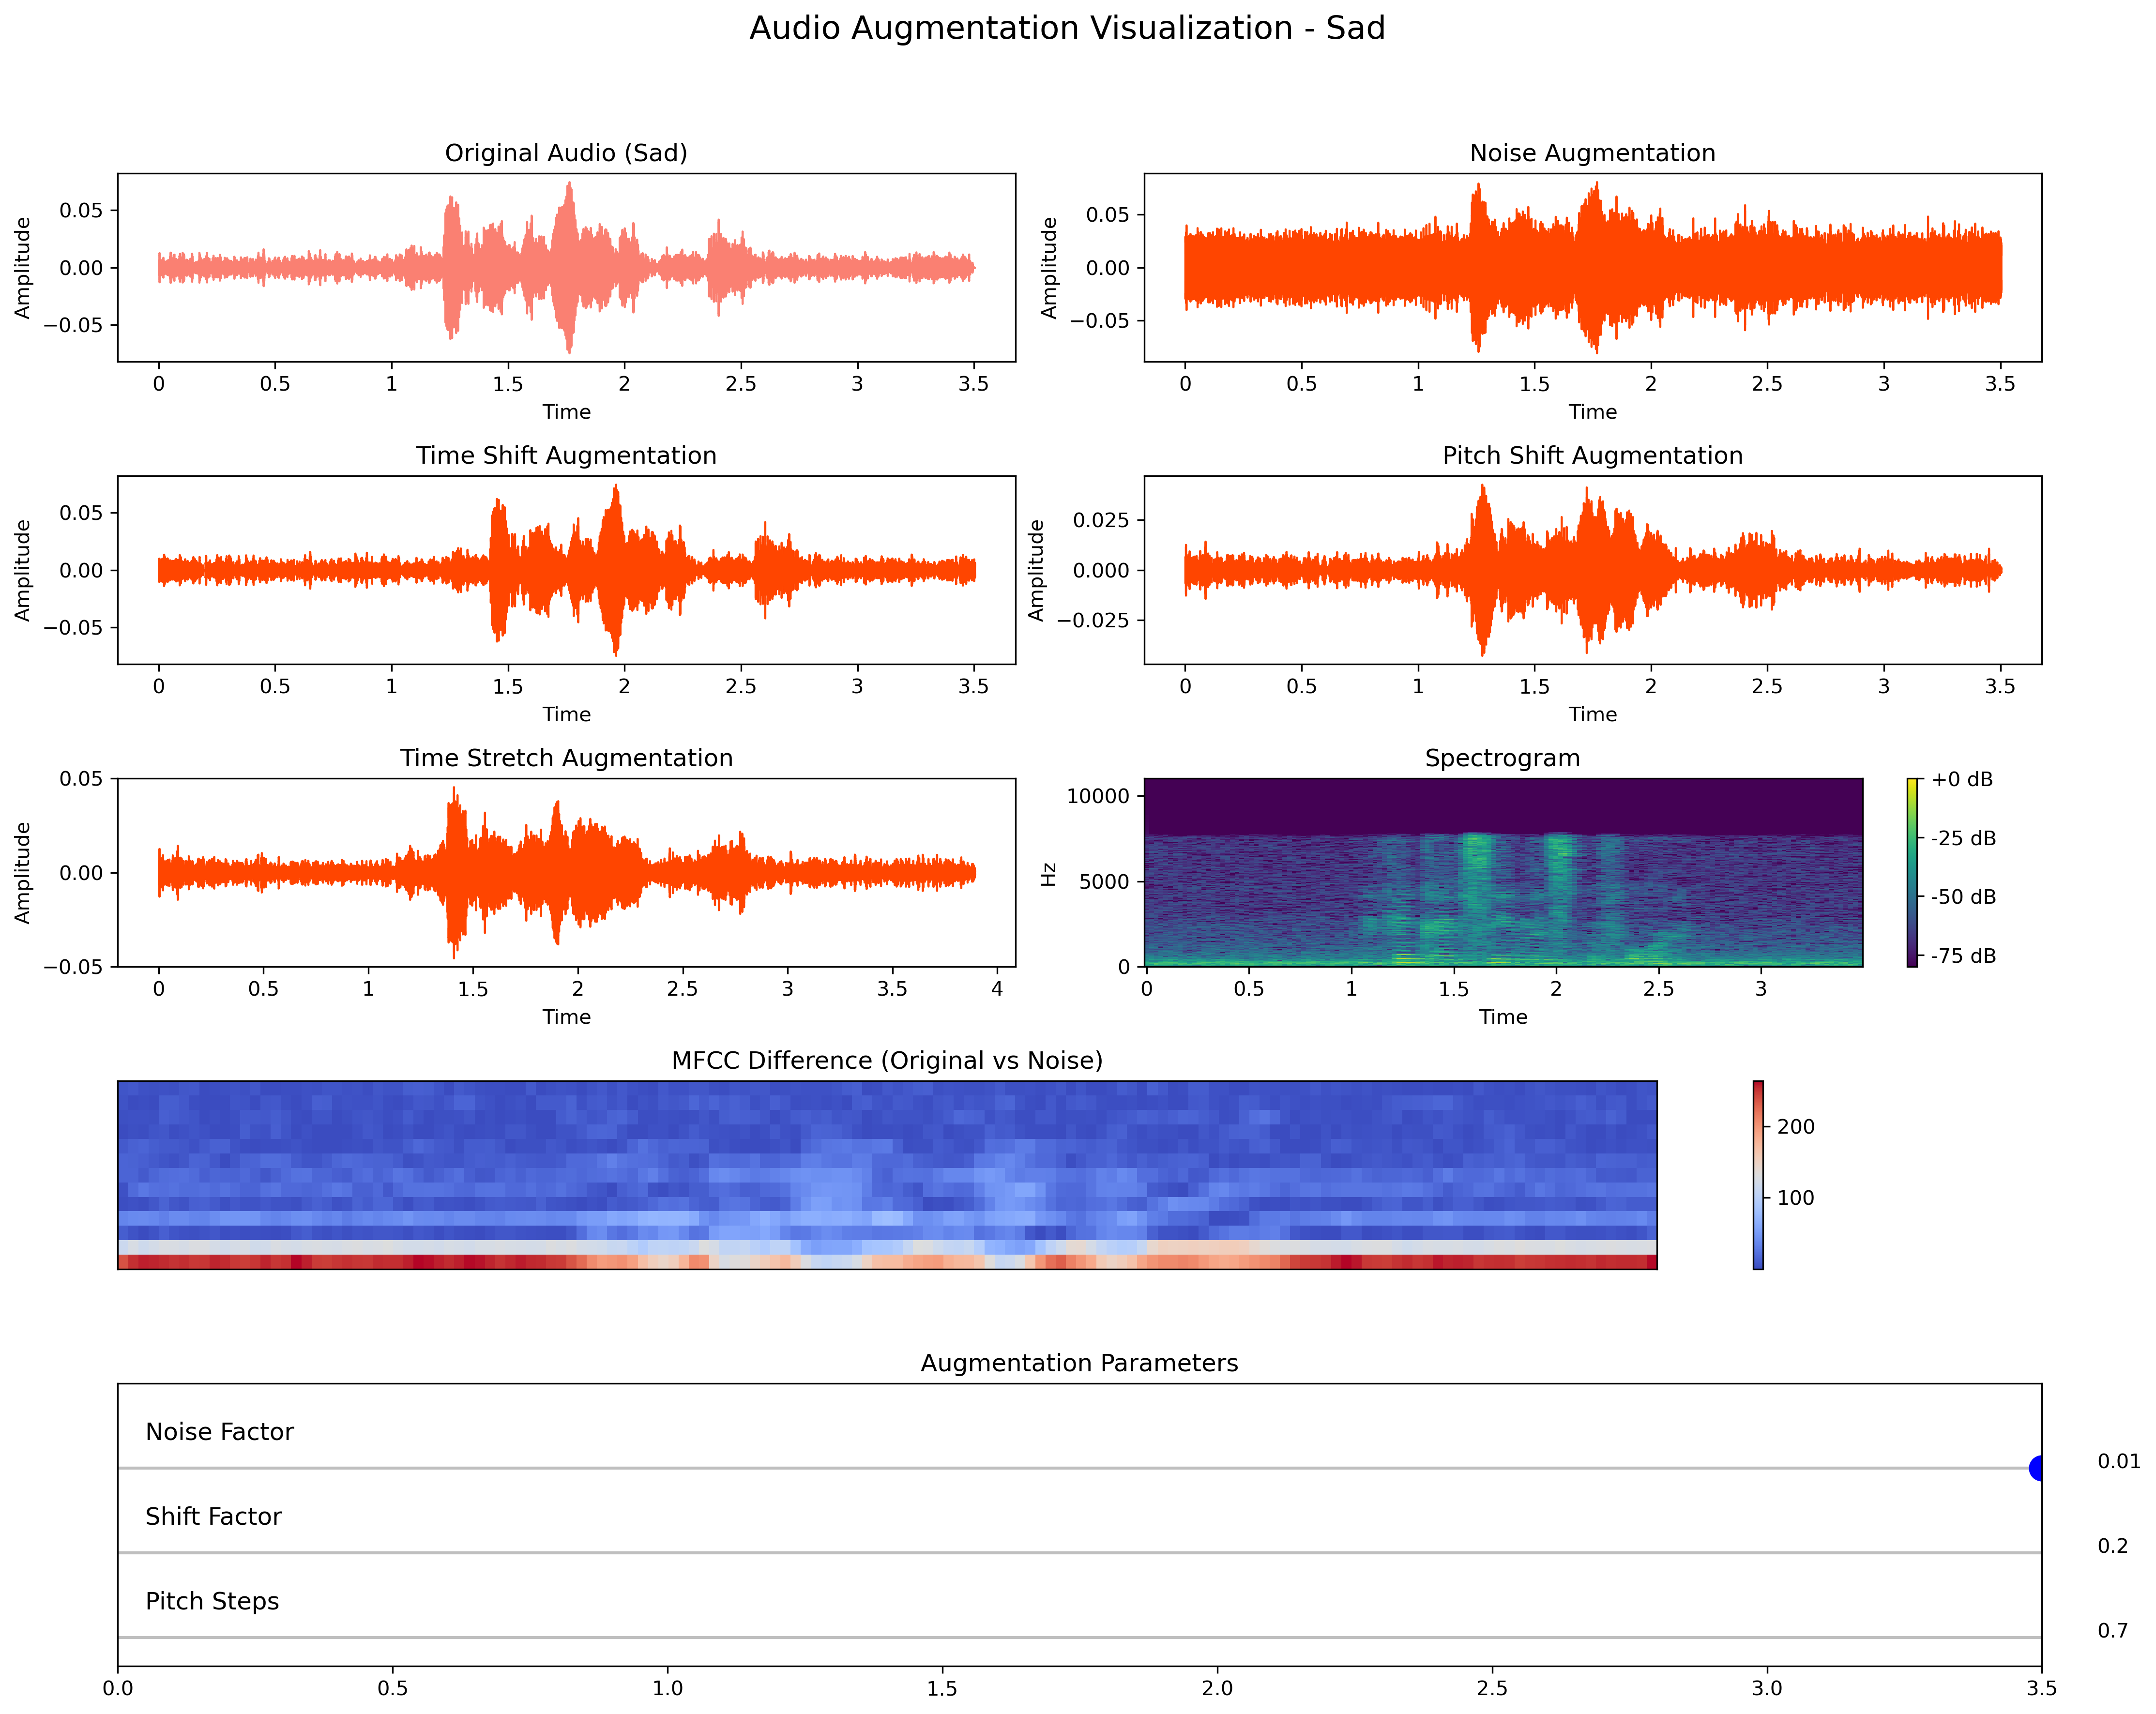 Audio Augmentation Visualization - Sad
Original Audio (Sad)
Amplitude
0.05
0.00
−0.05
0 0.5 1 1.5 2 2.5 3 3.5
Time
Noise Augmentation
Amplitude
0.05
0.00
−0.05
0 0.5 1 1.5 2 2.5 3 3.5
Time
Time Shift Augmentation
Amplitude
0.05
0.00
−0.05
0 0.5 1 1.5 2 2.5 3 3.5
Time
Pitch Shift Augmentation
Amplitude
0.025
0.000
−0.025
0 0.5 1 1.5 2 2.5 3 3.5
Time
Time Stretch Augmentation
Amplitude
0.05
0.00
−0.05
0 0.5 1 1.5 2 2.5 3 3.5 4
Time
Spectrogram
Hz
10000
5000
0
0 0.5 1 1.5 2 2.5 3
Time
+0 dB
-25 dB
-50 dB
-75 dB
MFCC Difference (Original vs Noise)
200
100
Augmentation Parameters
Noise Factor
0.01
Shift Factor
0.2
Pitch Steps
0.7
0.0 0.5 1.0 1.5 2.0 2.5 3.0 3.5